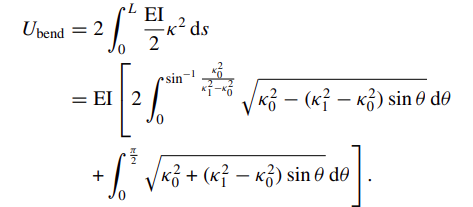 U_bend = 2 ∫_0^L EI/2 κ² ds
= EI [ 2 ∫_0^{sin⁻¹ κ_0²/(κ_1²−κ_0²)} √(κ_0² − (κ_1² − κ_0²) sin θ) dθ
+ ∫_0^{π/2} √(κ_0² + (κ_1² − κ_0²) sin θ) dθ ] .